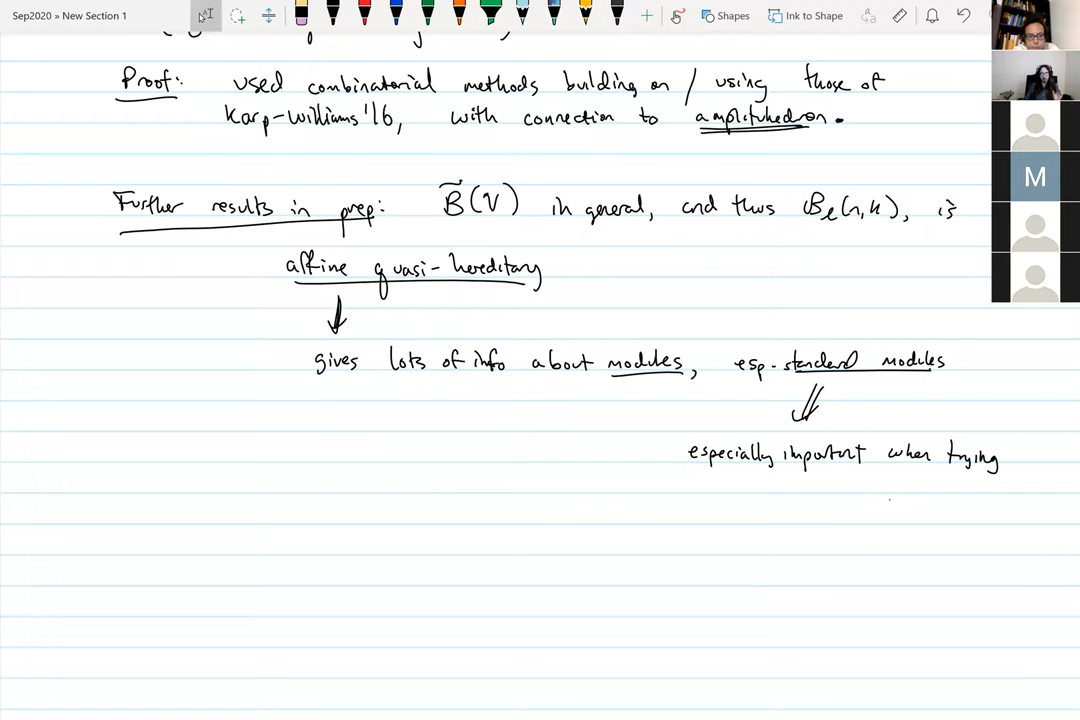 Sep2020 » New Section 1
Shapes
Ink to Shape
Proof: used combinatorial methods building on / using those of
Karp-Williams '16, with connection to amplituhedron.
Further results in prep: B̃(V) in general, and thus B_l(n,k), is
affine quasi-hereditary
gives lots of info about modules, esp. standard modules
especially important when trying
M